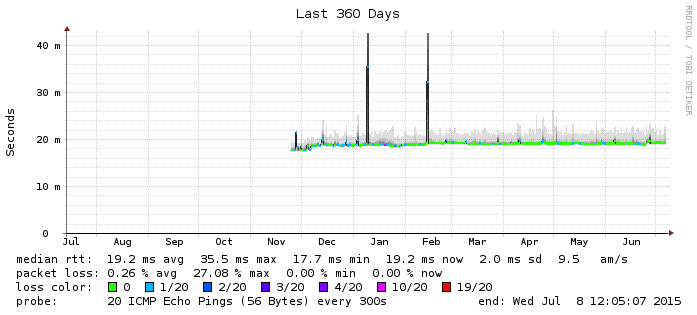 Last 360 Days
RRDTOOL / TOBI OETIKER
Seconds
40 m
30 m
20 m
10 m
0
Jul Aug Sep Oct Nov Dec Jan Feb Mar Apr May Jun
median rtt: 19.2 ms avg 35.5 ms max 17.7 ms min 19.2 ms now 2.0 ms sd 9.5 am/s
packet loss: 0.26 % avg 27.08 % max 0.00 % min 0.00 % now
loss color: 0 1/20 2/20 3/20 4/20 10/20 19/20
probe: 20 ICMP Echo Pings (56 Bytes) every 300s end: Wed Jul 8 12:05:07 2015